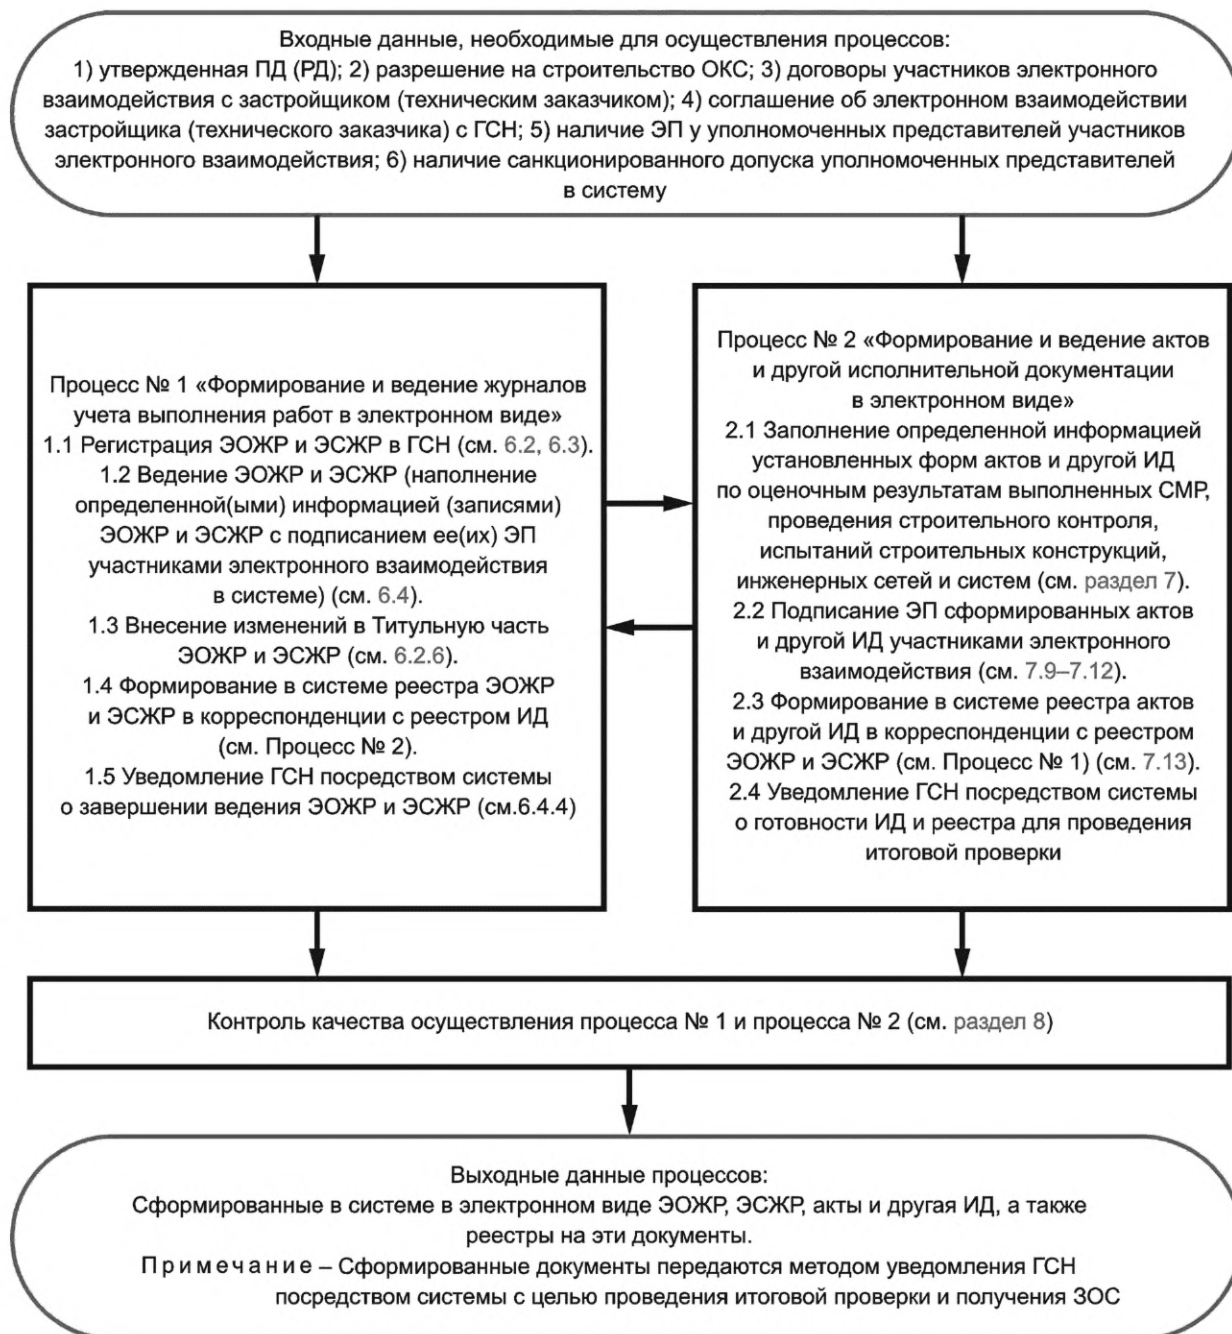 Входные данные, необходимые для осуществления процессов:
1) утвержденная ПД (РД); 2) разрешение на строительство ОКС; 3) договоры участников электронного
взаимодействия с застройщиком (техническим заказчиком); 4) соглашение об электронном взаимодействии
застройщика (технического заказчика) с ГСН; 5) наличие ЭП у уполномоченных представителей участников
электронного взаимодействия; 6) наличие санкционированного допуска уполномоченных представителей
в систему
Процесс № 1 «Формирование и ведение журналов
учета выполнения работ в электронном виде»
1.1 Регистрация ЭОЖР и ЭСЖР в ГСН (см. 6.2, 6.3).
1.2 Ведение ЭОЖР и ЭСЖР (наполнение
определенной(ыми) информацией (записями)
ЭОЖР и ЭСЖР с подписанием ее(их) ЭП
участниками электронного взаимодействия
в системе) (см. 6.4).
1.3 Внесение изменений в Титульную часть
ЭОЖР и ЭСЖР (см. 6.2.6).
1.4 Формирование в системе реестра ЭОЖР
и ЭСЖР в корреспонденции с реестром ИД
(см. Процесс № 2).
1.5 Уведомление ГСН посредством системы
о завершении ведения ЭОЖР и ЭСЖР (см.6.4.4)
Процесс № 2 «Формирование и ведение актов
и другой исполнительной документации
в электронном виде»
2.1 Заполнение определенной информацией
установленных форм актов и другой ИД
по оценочным результатам выполненных СМР,
проведения строительного контроля,
испытаний строительных конструкций,
инженерных сетей и систем (см. раздел 7).
2.2 Подписание ЭП сформированных актов
и другой ИД участниками электронного
взаимодействия (см. 7.9–7.12).
2.3 Формирование в системе реестра актов
и другой ИД в корреспонденции с реестром
ЭОЖР и ЭСЖР (см. Процесс № 1) (см. 7.13).
2.4 Уведомление ГСН посредством системы
о готовности ИД и реестра для проведения
итоговой проверки
Контроль качества осуществления процесса № 1 и процесса № 2 (см. раздел 8)
Выходные данные процессов:
Сформированные в системе в электронном виде ЭОЖР, ЭСЖР, акты и другая ИД, а также
реестры на эти документы.
Примечание – Сформированные документы передаются методом уведомления ГСН
посредством системы с целью проведения итоговой проверки и получения ЗОС